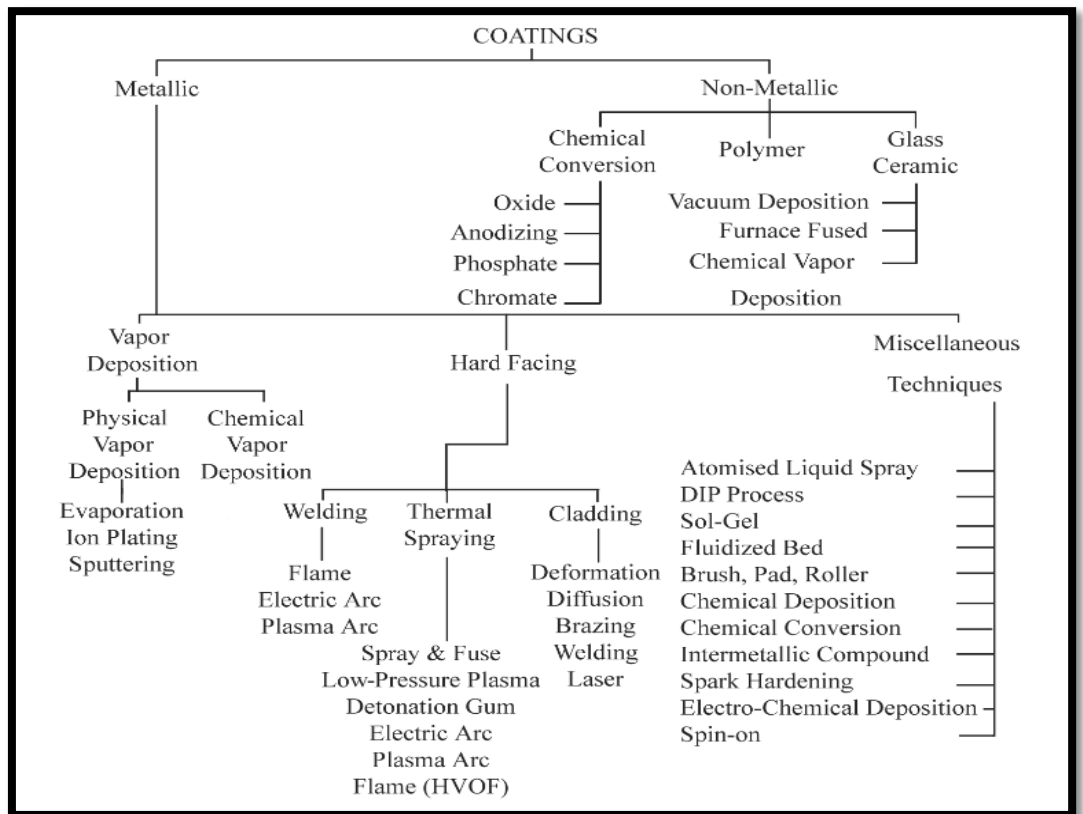 COATINGS
Metallic
Non-Metallic
Chemical
Conversion
Polymer
Glass
Ceramic
Oxide
Anodizing
Phosphate
Chromate
Vacuum Deposition
Furnace Fused
Chemical Vapor
Deposition
Vapor
Deposition
Hard Facing
Miscellaneous
Techniques
Physical
Vapor
Deposition
Chemical
Vapor
Deposition
Evaporation
Ion Plating
Sputtering
Welding
Thermal
Spraying
Cladding
Flame
Electric Arc
Plasma Arc
Spray & Fuse
Low-Pressure Plasma
Detonation Gum
Electric Arc
Plasma Arc
Flame (HVOF)
Deformation
Diffusion
Brazing
Welding
Laser
Atomised Liquid Spray
DIP Process
Sol-Gel
Fluidized Bed
Brush, Pad, Roller
Chemical Deposition
Chemical Conversion
Intermetallic Compound
Spark Hardening
Electro-Chemical Deposition
Spin-on